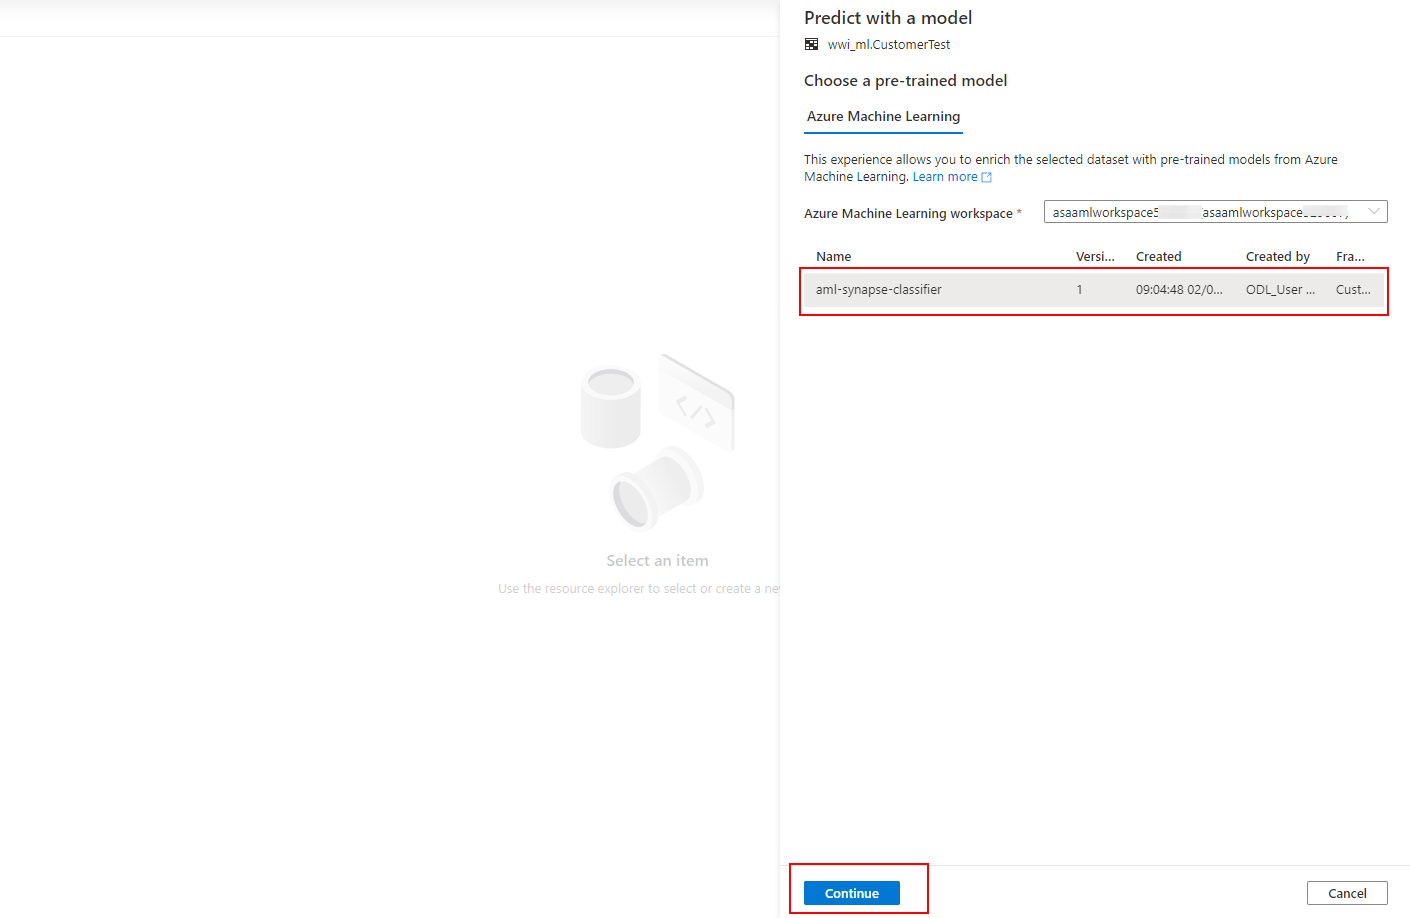 Predict with a model
wwi_ml.CustomerTest
Choose a pre-trained model
Azure Machine Learning
This experience allows you to enrich the selected dataset with pre-trained models from Azure
Machine Learning. Learn more
Azure Machine Learning workspace *
asaamlworkspace5 asaamlworkspace
Name Versi... Created Created by Fra...
aml-synapse-classifier 1 09:04:48 02/0... ODL_User ... Cust...
</>
Select an item
Use the resource explorer to select or create a ne
Continue
Cancel